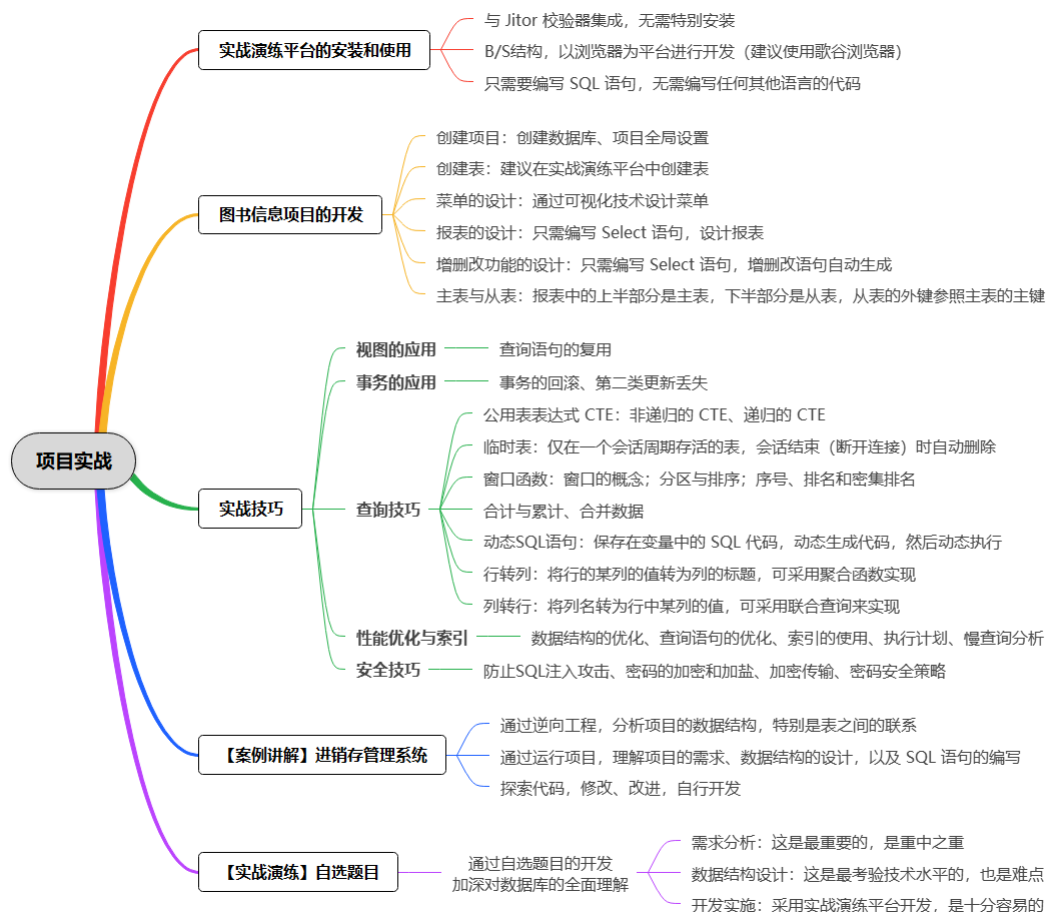 项目实战
实战演练平台的安装和使用
与 Jitor 校验器集成，无需特别安装
B/S结构，以浏览器为平台进行开发（建议使用歌谷浏览器）
只需要编写 SQL 语句，无需编写任何其他语言的代码
图书信息项目的开发
创建项目：创建数据库、项目全局设置
创建表：建议在实战演练平台中创建表
菜单的设计：通过可视化技术设计菜单
报表的设计：只需编写 Select 语句，设计报表
增删改功能的设计：只需编写 Select 语句，增删改语句自动生成
主表与从表：报表中的上半部分是主表，下半部分是从表，从表的外键参照主表的主键
实战技巧
视图的应用
查询语句的复用
事务的应用
事务的回滚、第二类更新丢失
查询技巧
公用表表达式 CTE：非递归的 CTE、递归的 CTE
临时表：仅在一个会话周期存活的表，会话结束（断开连接）时自动删除
窗口函数：窗口的概念；分区与排序；序号、排名和密集排名
合计与累计、合并数据
动态SQL语句：保存在变量中的 SQL 代码，动态生成代码，然后动态执行
行转列：将行的某列的值转为列的标题，可采用聚合函数实现
列转行：将列名转为行中某列的值，可采用联合查询来实现
性能优化与索引
数据结构的优化、查询语句的优化、索引的使用、执行计划、慢查询分析
安全技巧
防止SQL注入攻击、密码的加密和加盐、加密传输、密码安全策略
【案例讲解】进销存管理系统
通过逆向工程，分析项目的数据结构，特别是表之间的联系
通过运行项目，理解项目的需求、数据结构的设计，以及 SQL 语句的编写
探索代码，修改、改进，自行开发
【实战演练】自选题目
通过自选题目的开发
加深对数据库的全面理解
需求分析：这是最重要的，是重中之重
数据结构设计：这是最考验技术水平的，也是难点
开发实施：采用实战演练平台开发，是十分容易的